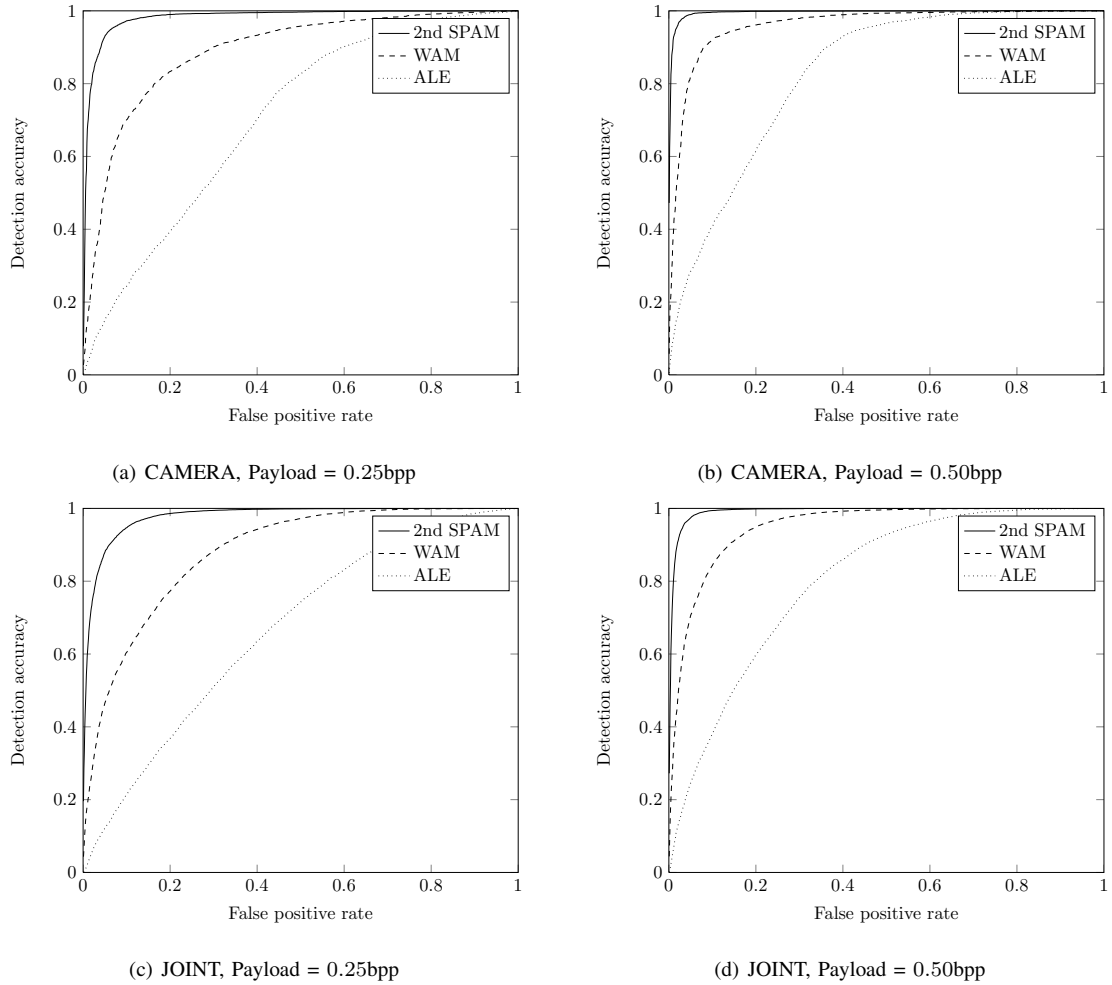 1
0.8
0.6
0.4
0.2
0
0 0.2 0.4 0.6 0.8 1
Detection accuracy
False positive rate
2nd SPAM
WAM
ALE
(a) CAMERA, Payload = 0.25bpp
1
0.8
0.6
0.4
0.2
0
0 0.2 0.4 0.6 0.8 1
Detection accuracy
False positive rate
2nd SPAM
WAM
ALE
(b) CAMERA, Payload = 0.50bpp
1
0.8
0.6
0.4
0.2
0
0 0.2 0.4 0.6 0.8 1
Detection accuracy
False positive rate
2nd SPAM
WAM
ALE
(c) JOINT, Payload = 0.25bpp
1
0.8
0.6
0.4
0.2
0
0 0.2 0.4 0.6 0.8 1
Detection accuracy
False positive rate
2nd SPAM
WAM
ALE
(d) JOINT, Payload = 0.50bpp